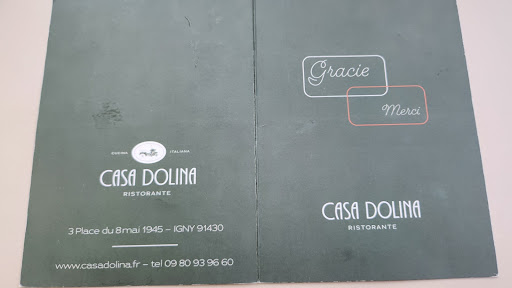 CUCINA ITALIANA
CASA DOLINA
RISTORANTE
3 Place du 8 mai 1945 – IGNY 91430
www.casadolina.fr – tel 09 80 93 96 60
Gracie
Merci
CASA DOLINA
RISTORANTE